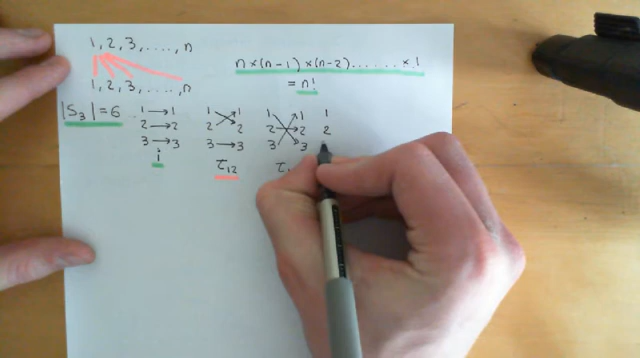 1, 2, 3, ...., n
1, 2, 3, ...., n
n×(n-1)×(n-2).......×1
= n!
|S₃|=6
1→1 1→2 1→3 1
2→2 2→1 2→2 2
3→3 3→3 3→1
i τ₁₂ τ